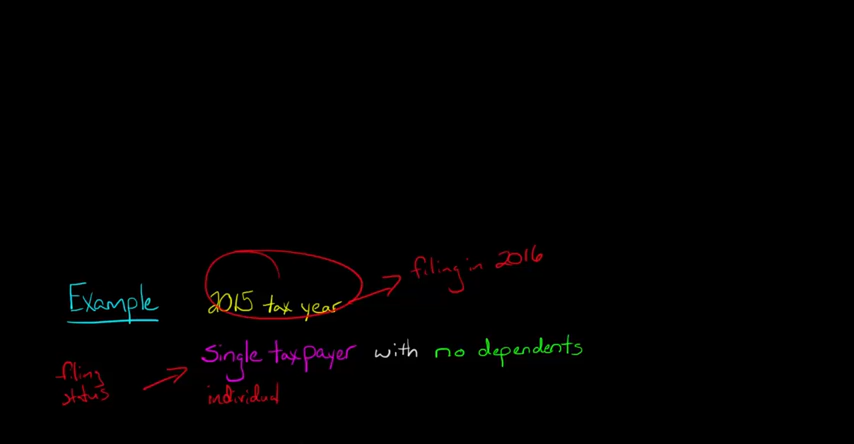 filing in 2016
Example 2015 tax year
Single taxpayer with no dependents
filing
status
individual